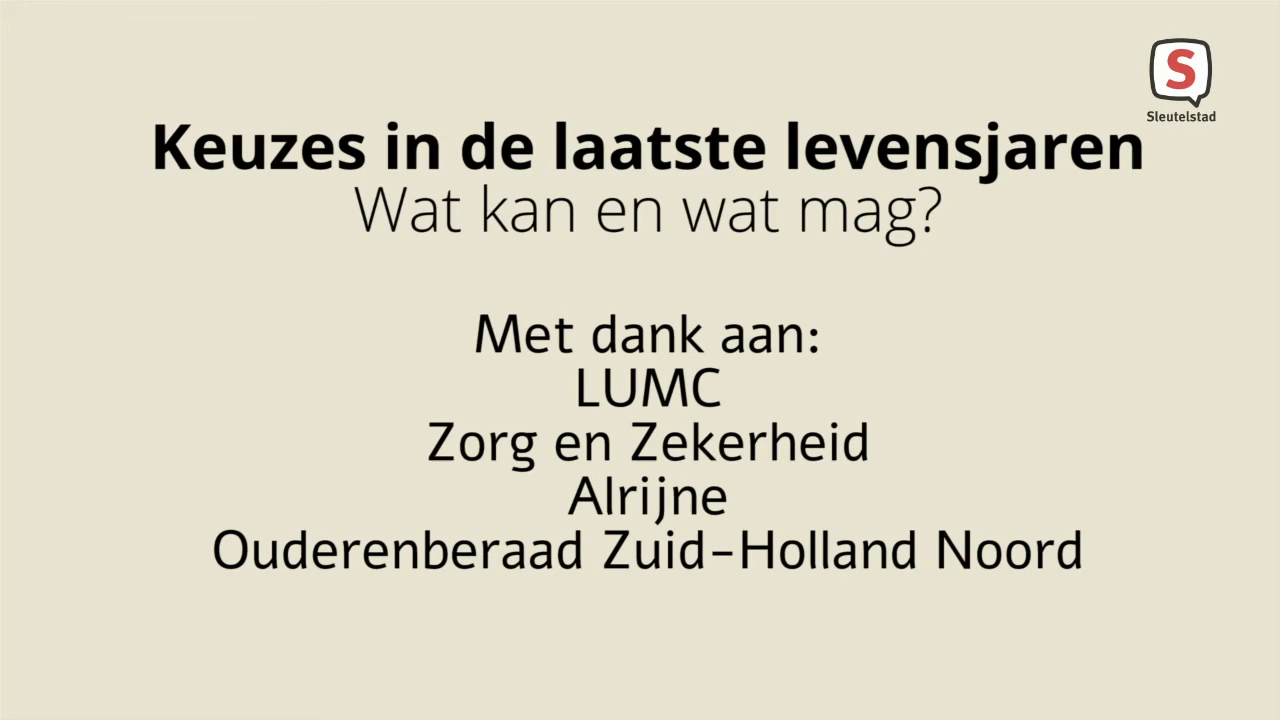 S
Sleutelstad
Keuzes in de laatste levensjaren
Wat kan en wat mag?
Met dank aan:
LUMC
Zorg en Zekerheid
Alrijne
Ouderenberaad Zuid-Holland Noord